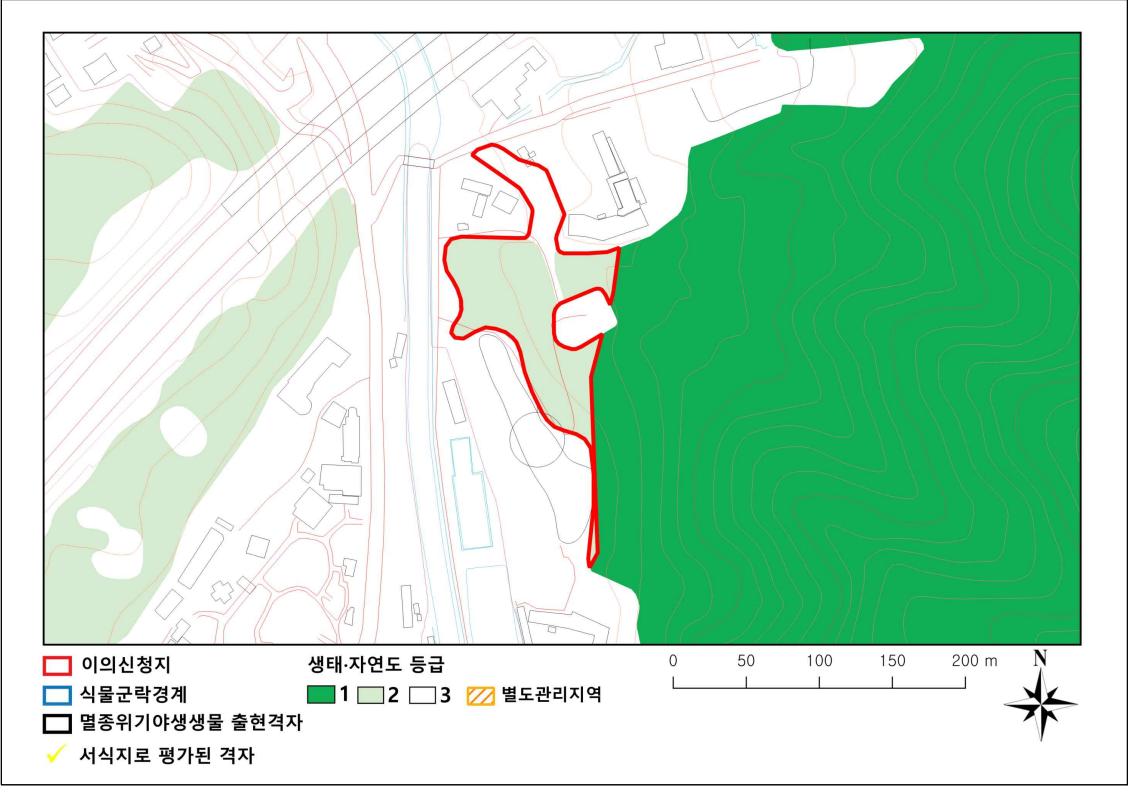 이의신청지
식물군락경계
멸종위기야생생물 출현격자
서식지로 평가된 격자
생태·자연도 등급
1 2 3 별도관리지역
0 50 100 150 200 m
N